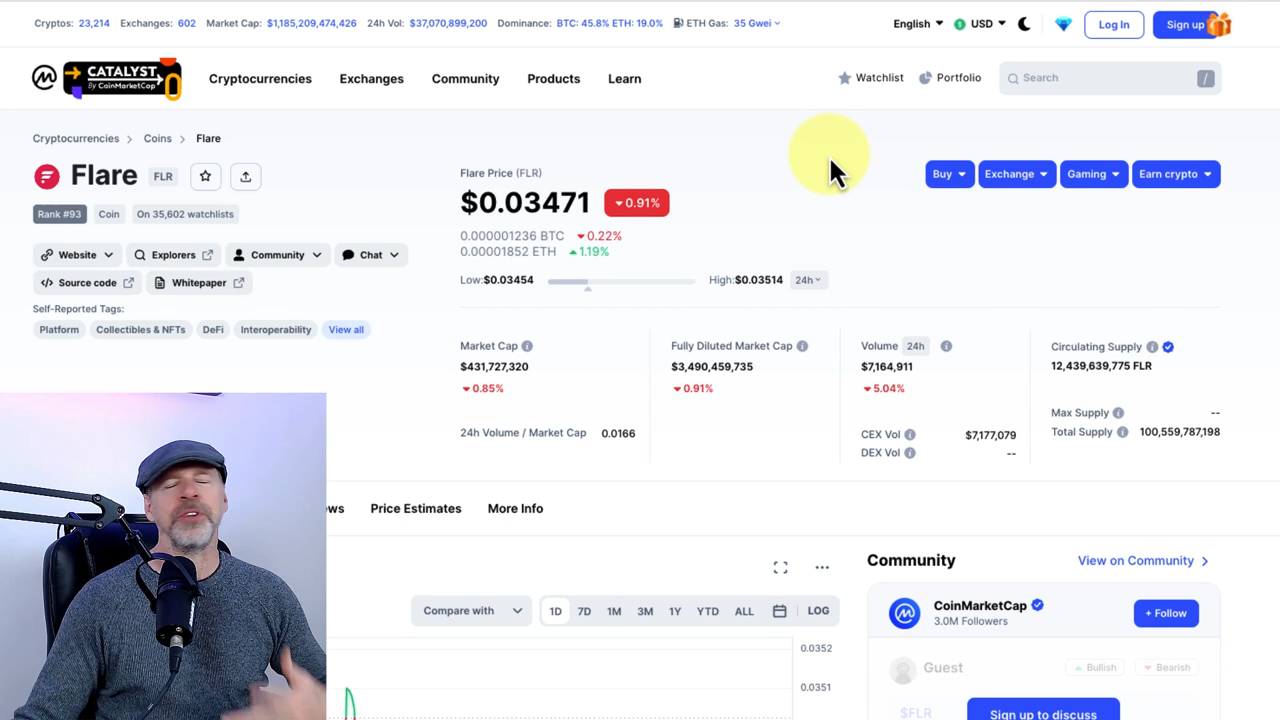 Cryptos: 23,214 Exchanges: 602 Market Cap: $1,185,209,474,426 24h Vol: $37,070,899,200 Dominance: BTC: 45.8% ETH: 19.0% ETH Gas: 35 Gwei English USD Log In Sign up
CATALYST
By CoinMarketCap
Cryptocurrencies Exchanges Community Products Learn Watchlist Portfolio Search /
Cryptocurrencies Coins Flare
Flare FLR
Rank #93 Coin On 35,602 watchlists
Website Explorers Community Chat
Source code Whitepaper
Self-Reported Tags:
Platform Collectibles & NFTs DeFi Interoperability View all
Flare Price (FLR)
$0.03471 0.91%
0.000001236 BTC 0.22%
0.00001852 ETH 1.19%
Low:$0.03454 High:$0.03514 24h
Buy Exchange Gaming Earn crypto
Market Cap
$431,727,320
0.85%
24h Volume / Market Cap 0.0166
Fully Diluted Market Cap
$3,490,459,735
0.91%
Volume 24h
$7,164,911
5.04%
CEX Vol $7,177,079
DEX Vol --
Circulating Supply
12,439,639,775 FLR
Max Supply --
Total Supply 100,559,787,198
ws Price Estimates More Info
Compare with 1D 7D 1M 3M 1Y YTD ALL LOG
0.0352
0.0351
Community View on Community
CoinMarketCap
3.0M Followers
+ Follow
Guest Bullish Bearish
$FLR
Sign up to discuss